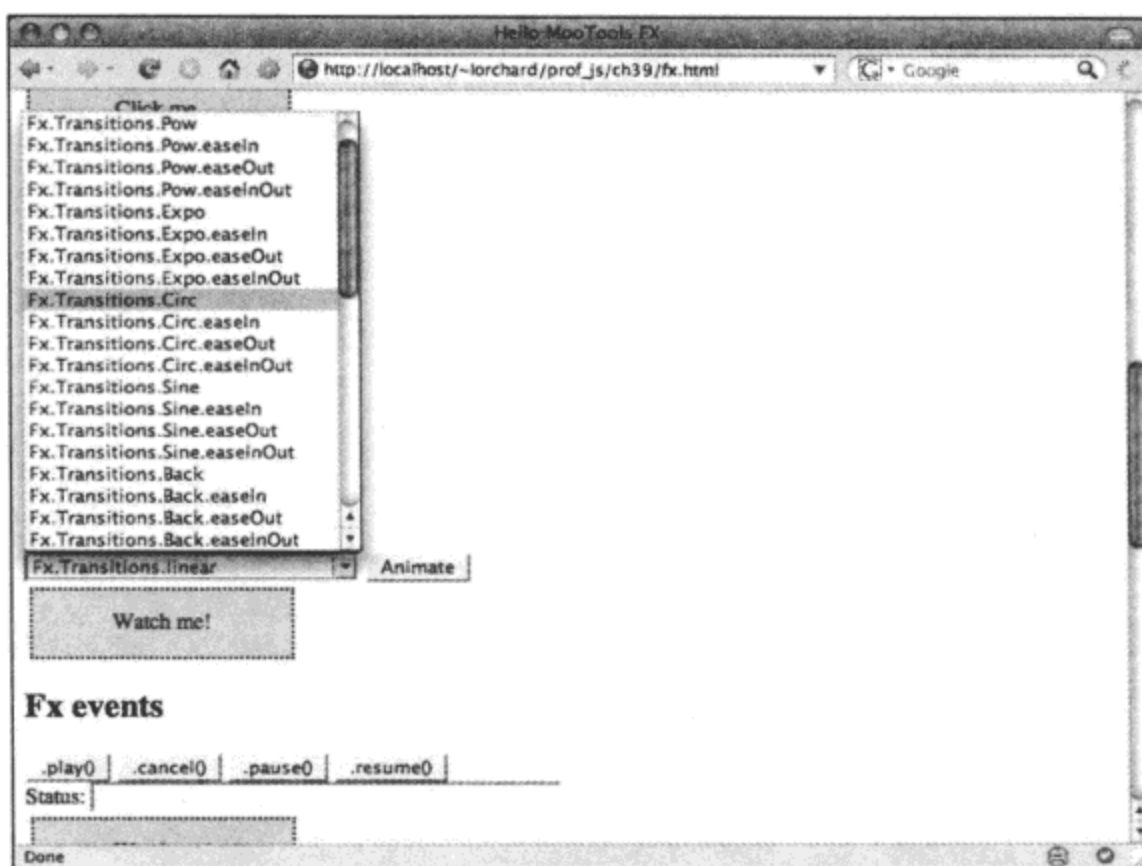 Hello MooTools FX
http://localhost/~lorchard/prof_js/ch39/fx.html
Google
Click me
Fx.Transitions.Pow
Fx.Transitions.Pow.easeIn
Fx.Transitions.Pow.easeOut
Fx.Transitions.Pow.easeInOut
Fx.Transitions.Expo
Fx.Transitions.Expo.easeIn
Fx.Transitions.Expo.easeOut
Fx.Transitions.Expo.easeInOut
Fx.Transitions.Circ
Fx.Transitions.Circ.easeIn
Fx.Transitions.Circ.easeOut
Fx.Transitions.Circ.easeInOut
Fx.Transitions.Sine
Fx.Transitions.Sine.easeIn
Fx.Transitions.Sine.easeOut
Fx.Transitions.Sine.easeInOut
Fx.Transitions.Back
Fx.Transitions.Back.easeIn
Fx.Transitions.Back.easeOut
Fx.Transitions.Back.easeInOut
Fx.Transitions.linear Animate
Watch me!
Fx events
.play() .cancel() .pause() .resume()
Status:
Done